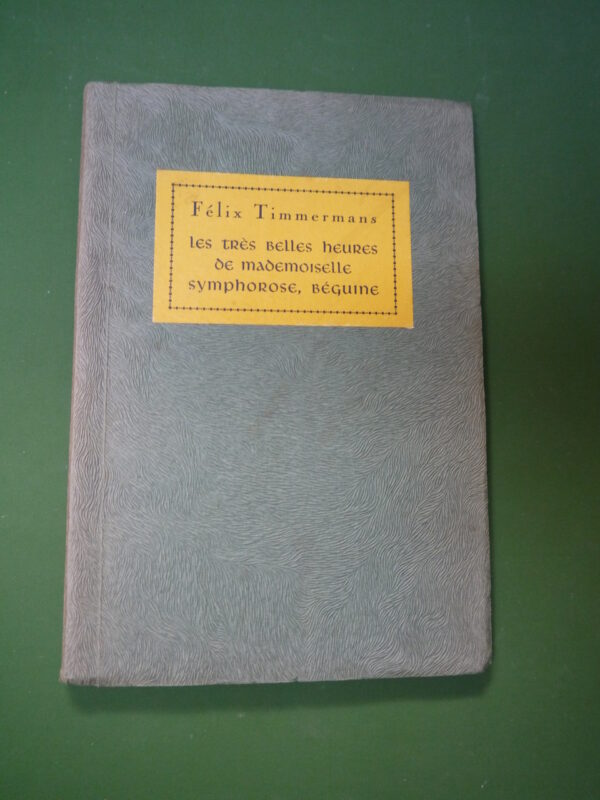 Félix Timmermans
Les très belles heures
de mademoiselle
symphorose, béguine